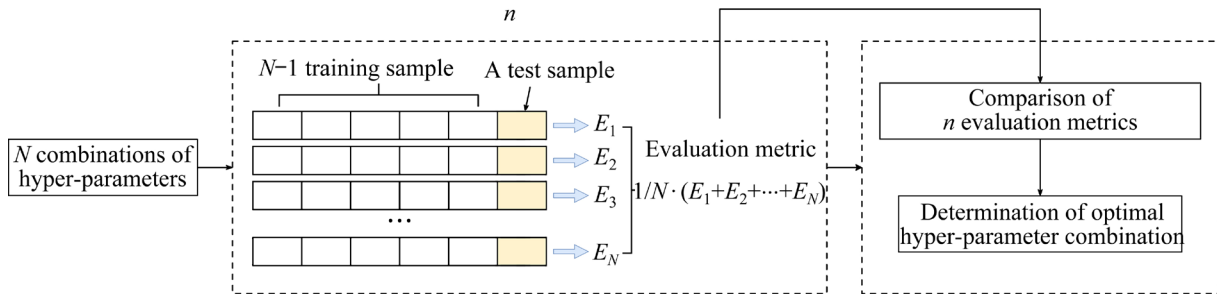 n
N−1 training sample
A test sample
N combinations of
hyper-parameters
E1
E2
E3
...
EN
Evaluation metric
1/N· (E1+E2+···+EN)
Comparison of
n evaluation metrics
Determination of optimal
hyper-parameter combination